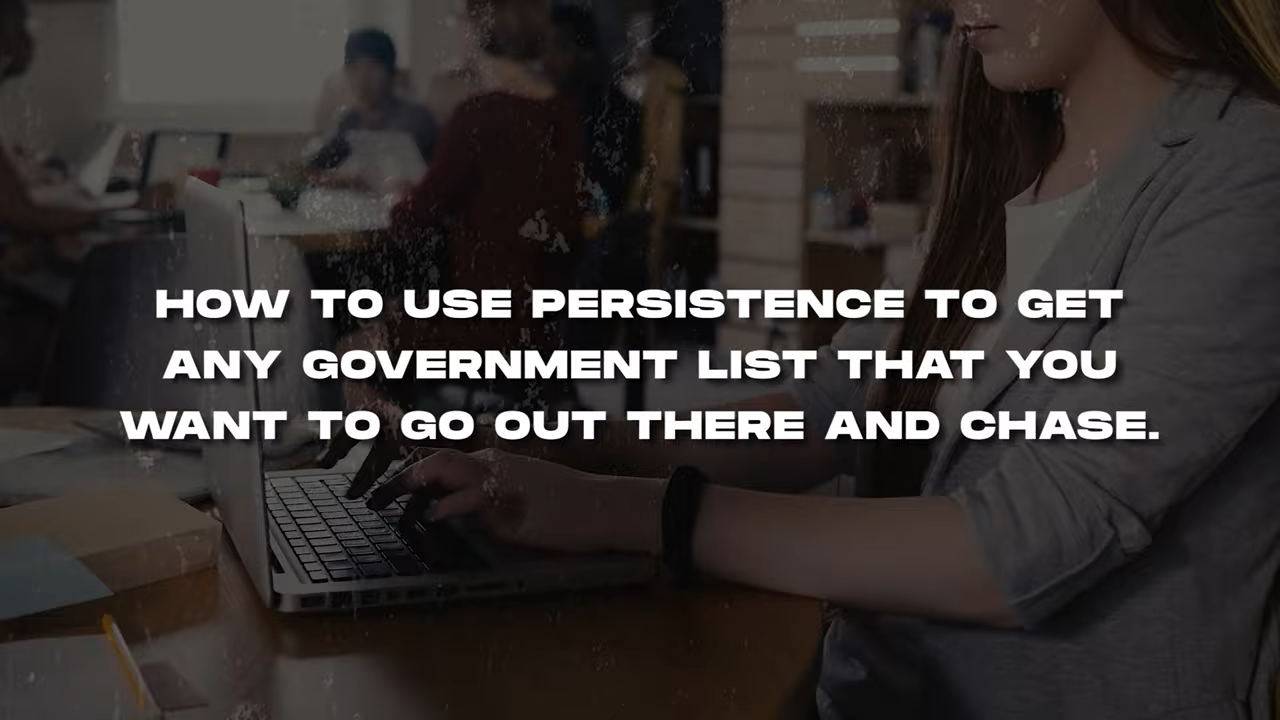 HOW TO USE PERSISTENCE TO GET
ANY GOVERNMENT LIST THAT YOU
WANT TO GO OUT THERE AND CHASE.